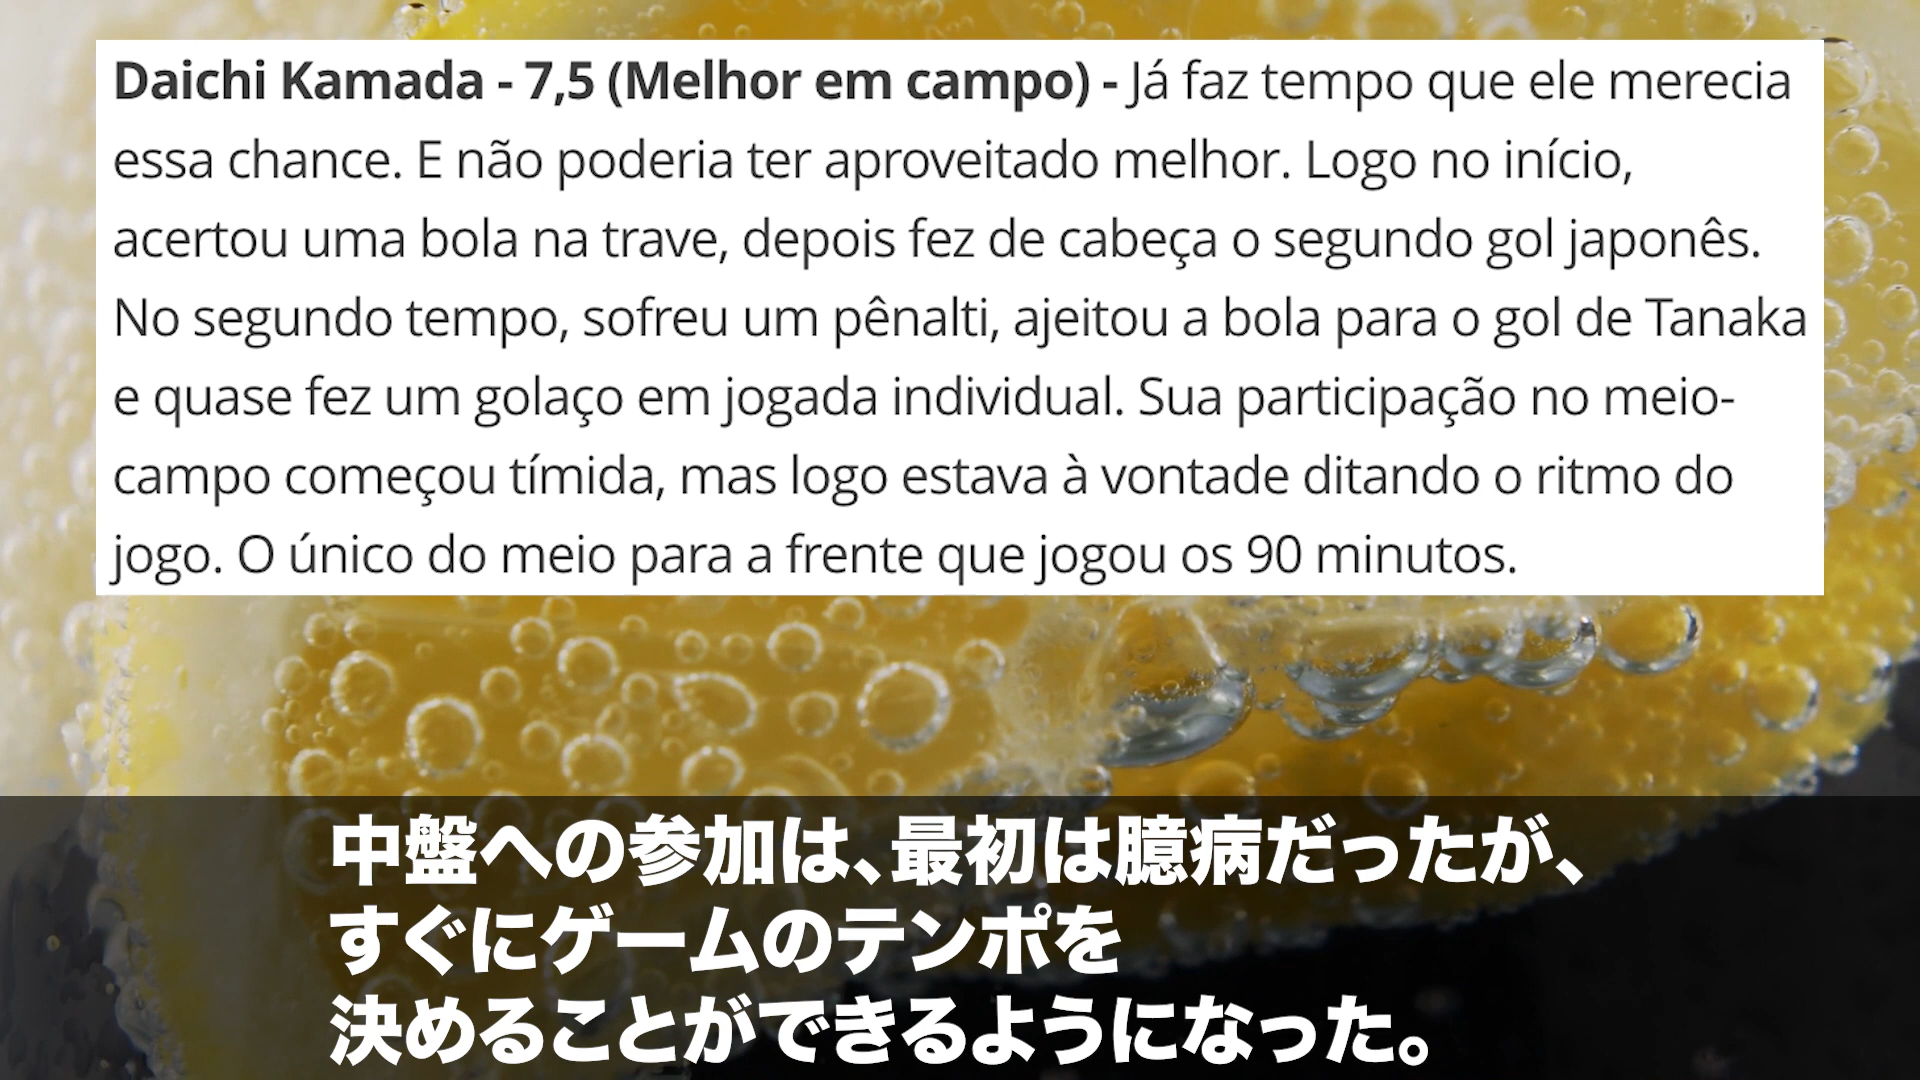 Daichi Kamada - 7,5 (Melhor em campo) - Já faz tempo que ele merecia
essa chance. E não poderia ter aproveitado melhor. Logo no início,
acertou uma bola na trave, depois fez de cabeça o segundo gol japonês.
No segundo tempo, sofreu um pênalti, ajeitou a bola para o gol de Tanaka
e quase fez um golaço em jogada individual. Sua participação no meio-
campo começou tímida, mas logo estava à vontade ditando o ritmo do
jogo. O único do meio para a frente que jogou os 90 minutos.
中盤への参加は、最初は臆病だったが、
すぐにゲームのテンポを
決めることができるようになった。